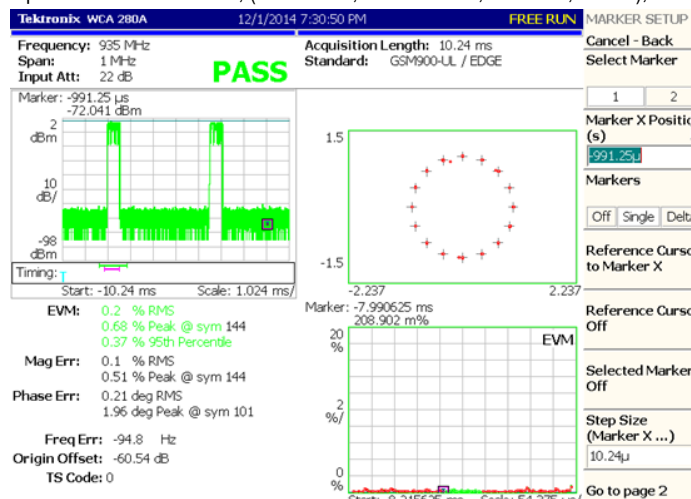 Tektronix WCA 280A 12/1/2014 7:30:50 PM FREE RUN MARKER SETUP
Frequency: 935 MHz
Span: 1 MHz
Input Att: 22 dB
PASS
Acquisition Length: 10.24 ms
Standard: GSM900-UL / EDGE
Cancel - Back
Select Marker
1 2
Marker X Positio
(s)
-991.25µ
Markers
Off Single Delt
Reference Curso
to Marker X
Reference Curso
Off
Selected Marker
Off
Step Size
(Marker X ...)
10.24µ
Go to page 2
Marker: -991.25 µs
-72.041 dBm
2
dBm
10
dB/
-98
dBm
Timing:
Start: -10.24 ms Scale: 1.024 ms/
1.5
-1.5
-2.237 2.237
EVM: 0.2 % RMS
0.68 % Peak @ sym 144
0.37 % 95th Percentile
Mag Err: 0.1 % RMS
0.51 % Peak @ sym 144
Phase Err: 0.21 deg RMS
1.96 deg Peak @ sym 101
Freq Err: -94.8 Hz
Origin Offset: -60.54 dB
TS Code: 0
Marker: -7.990625 ms
208.902 m%
20
%
EVM
2
%/
0
%